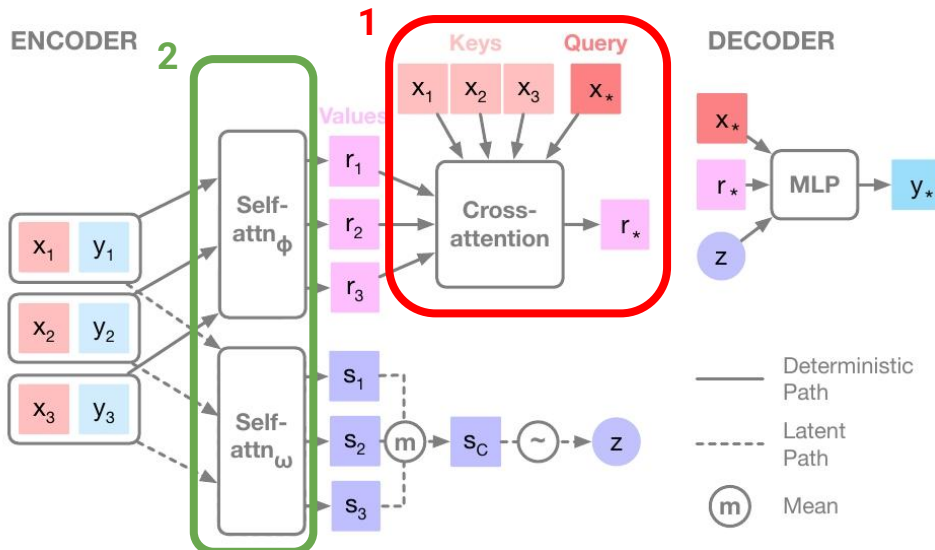 1
ENCODER
2
Keys
Query
DECODER
x₁ x₂ x₃ x*
Values
x*
r₁
r*
MLP
y*
z
Self-
attnϕ
r₂
Cross-
attention
r*
r₃
x₁ y₁
x₂ y₂
x₃ y₃
Self-
attnω
s₁
s₂
m
s_C
~
z
s₃
Deterministic
Path
Latent
Path
m
Mean